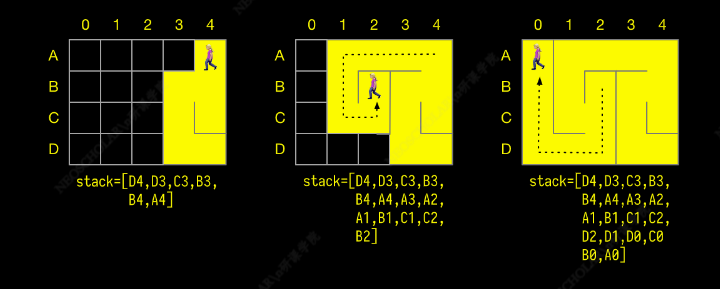 0 1 2 3 4
A
B
C
D
stack=[D4,D3,C3,B3,
B4,A4]
0 1 2 3 4
A
B
C
D
stack=[D4,D3,C3,B3,
B4,A4,A3,A2,
A1,B1,C1,C2,
B2]
0 1 2 3 4
A
B
C
D
stack=[D4,D3,C3,B3,
B4,A4,A3,A2,
A1,B1,C1,C2,
D2,D1,D0,C0
B0,A0]